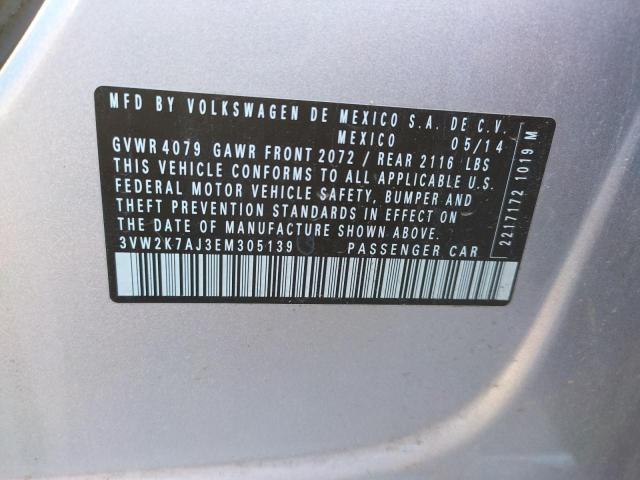 MFD BY VOLKSWAGEN DE MEXICO S.A. DE C.V.
MEXICO 05/14
GVWR 4079 GAWR FRONT 2072 / REAR 2116 LBS
THIS VEHICLE CONFORMS TO ALL APPLICABLE U.S.
FEDERAL MOTOR VEHICLE SAFETY, BUMPER AND
THEFT PREVENTION STANDARDS IN EFFECT ON
THE DATE OF MANUFACTURE SHOWN ABOVE.
3VW2K7AJ3EM305139 PASSENGER CAR
22171172 1019 M